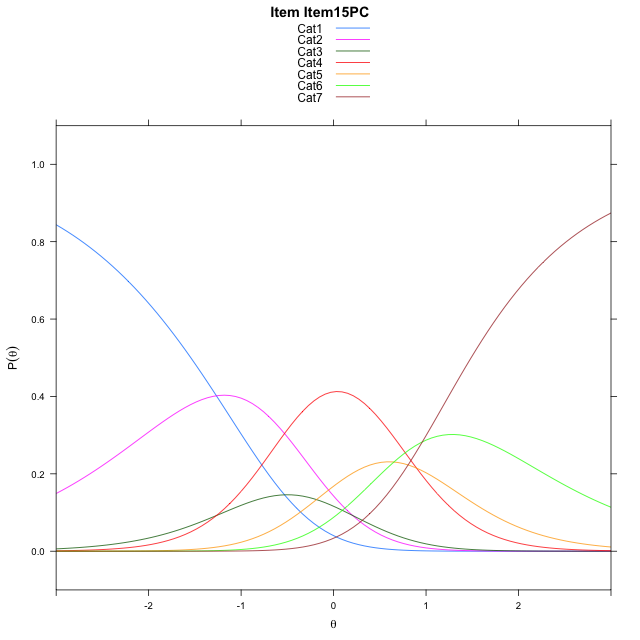 Item Item15PC
Cat1
Cat2
Cat3
Cat4
Cat5
Cat6
Cat7
1.0
0.8
0.6
0.4
0.2
0.0
P(θ)
-2 -1 0 1 2
θ